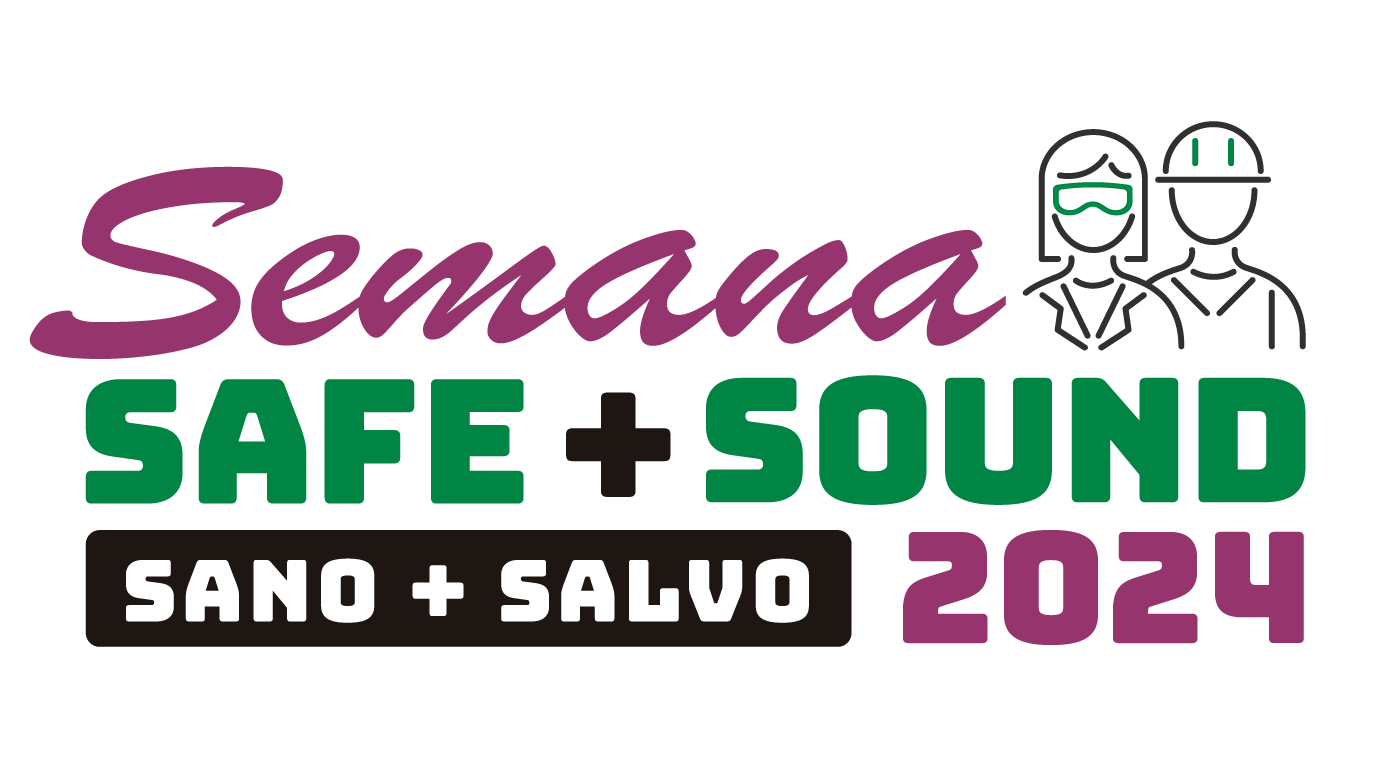 Semana
SAFE + SOUND
SANO + SALVO 2024